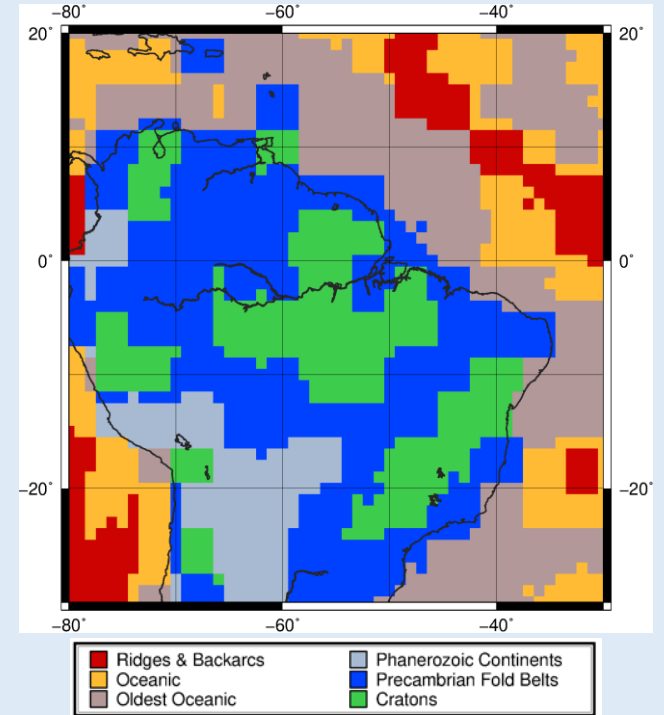 −80° −60° −40°
20° 20°
0° 0°
−20° −20°
−80° −60° −40°
Ridges & Backarcs Phanerozoic Continents
Oceanic Precambrian Fold Belts
Oldest Oceanic Cratons